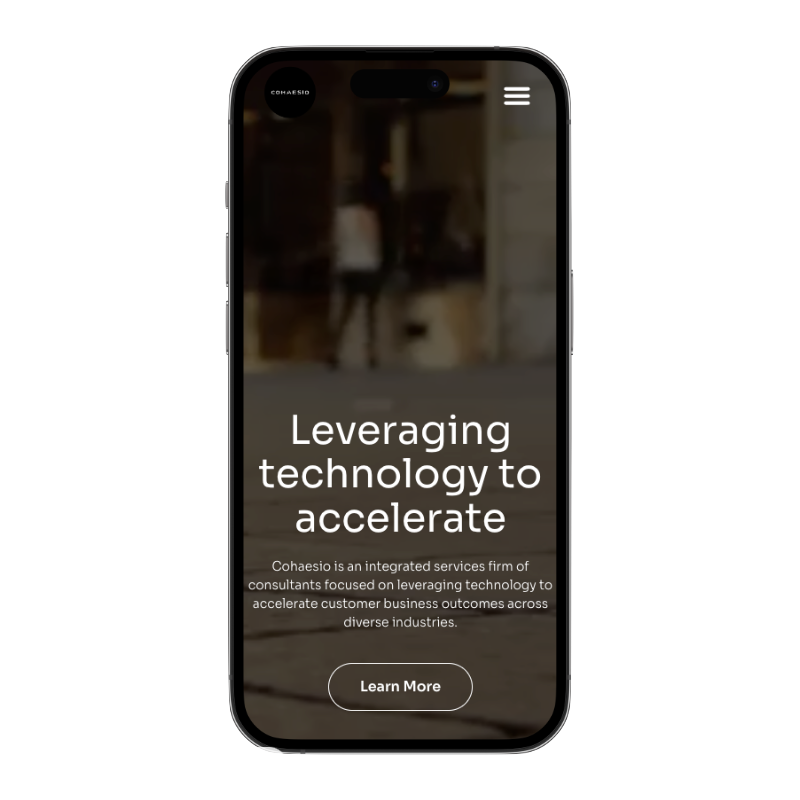 COHAESIO
Leveraging
technology to
accelerate
Cohaesio is an integrated services firm of
consultants focused on leveraging technology to
accelerate customer business outcomes across
diverse industries.
Learn More